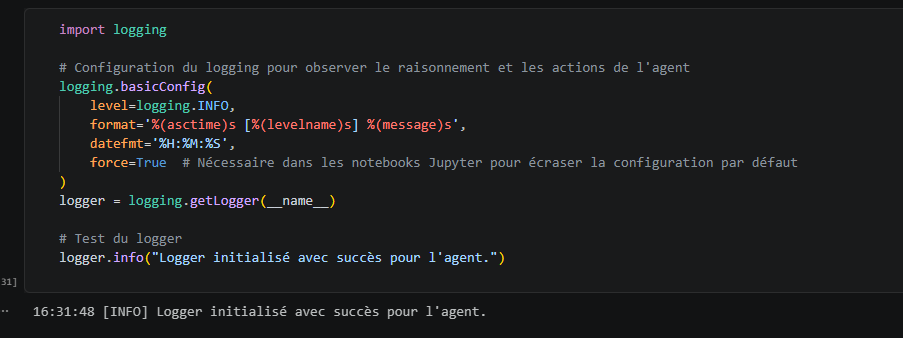 import logging
# Configuration du logging pour observer le raisonnement et les actions de l'agent
logging.basicConfig(
    level=logging.INFO,
    format='%(asctime)s [%(levelname)s] %(message)s',
    datefmt='%H:%M:%S',
    force=True  # Nécessaire dans les notebooks Jupyter pour écraser la configuration par défaut
)
logger = logging.getLogger(__name__)
# Test du logger
logger.info("Logger initialisé avec succès pour l'agent.")
31]
16:31:48 [INFO] Logger initialisé avec succès pour l'agent.